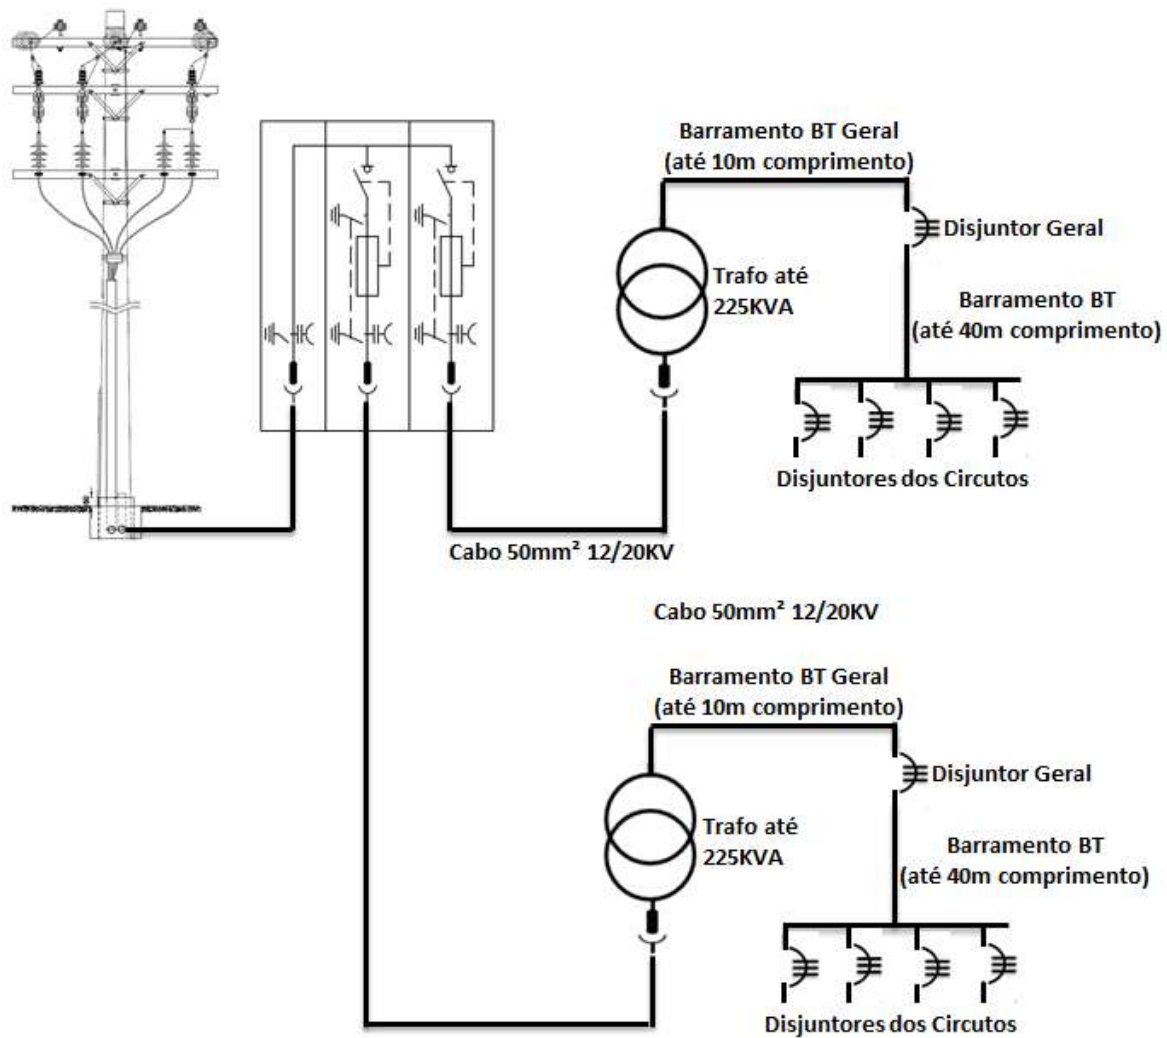 Barramento BT Geral
(até 10m comprimento)
Disjuntor Geral
Trafo até
225KVA
Barramento BT
(até 40m comprimento)
Disjuntores dos Circutos
Cabo 50mm² 12/20KV
Cabo 50mm² 12/20KV
Barramento BT Geral
(até 10m comprimento)
Disjuntor Geral
Trafo até
225KVA
Barramento BT
(até 40m comprimento)
Disjuntores dos Circutos